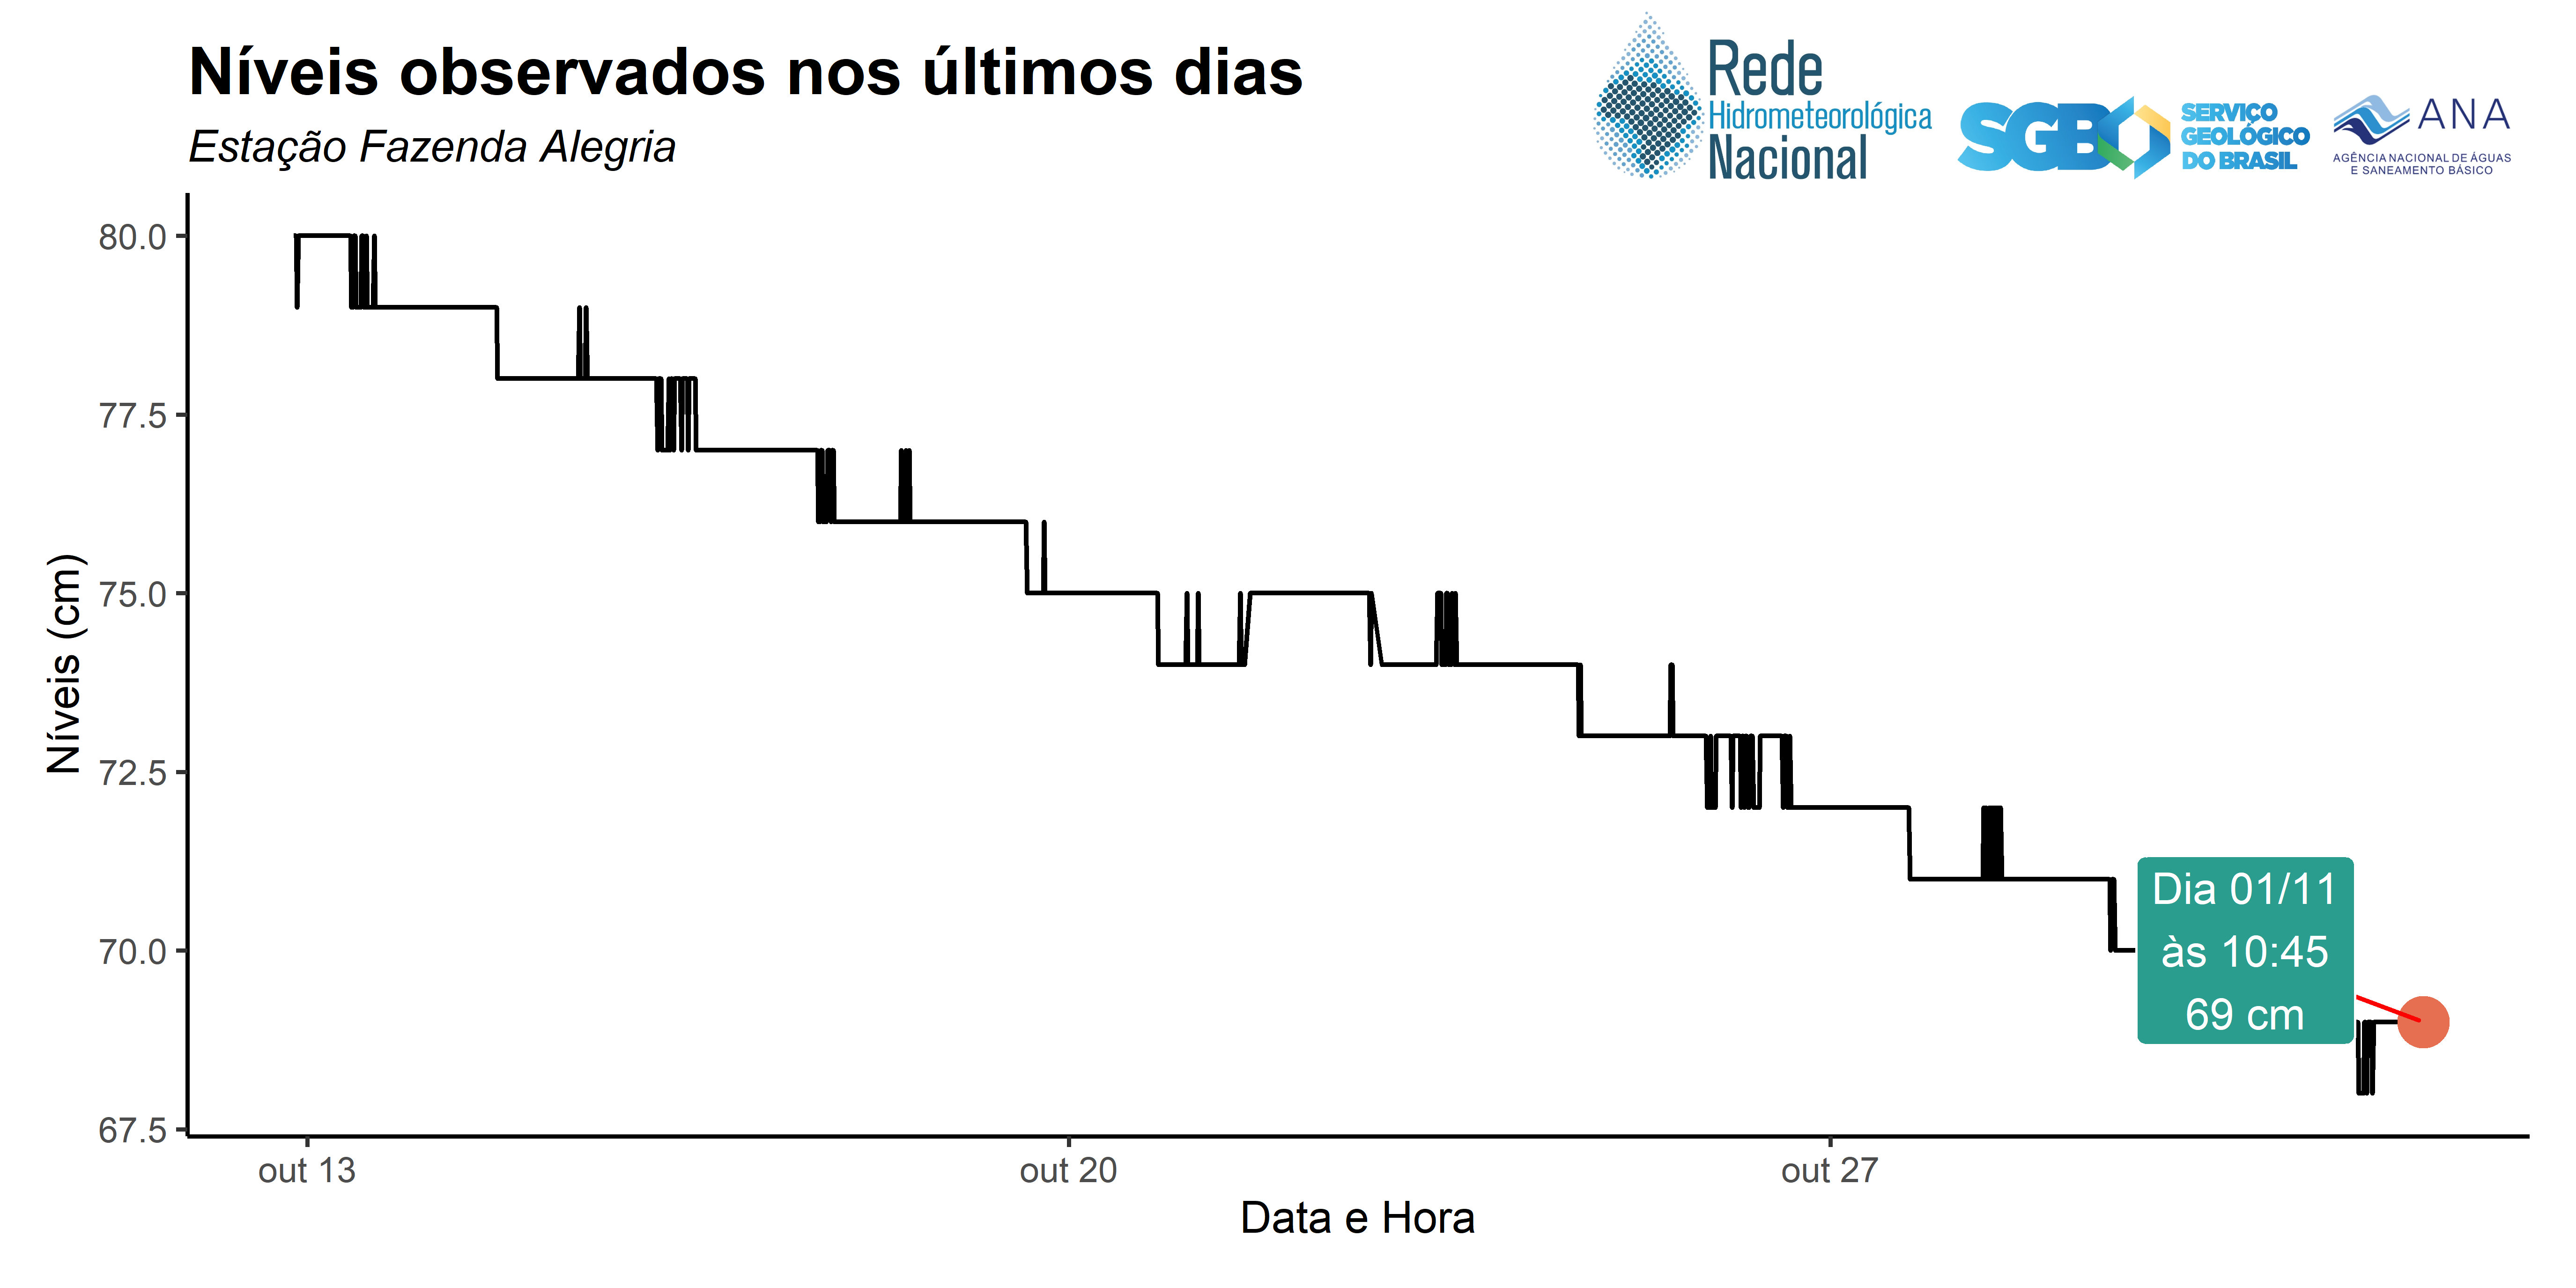 Níveis observados nos últimos dias
Estação Fazenda Alegria
Rede
Hidrometeorológica
Nacional
SGB
SERVIÇO
GEOLÓGICO
DO BRASIL
ANA
AGÊNCIA NACIONAL DE ÁGUAS
E SANEAMENTO BÁSICO
Níveis (cm)
80.0
77.5
75.0
72.5
70.0
67.5
Dia 01/11
às 10:45
69 cm
out 13
out 20
out 27
Data e Hora